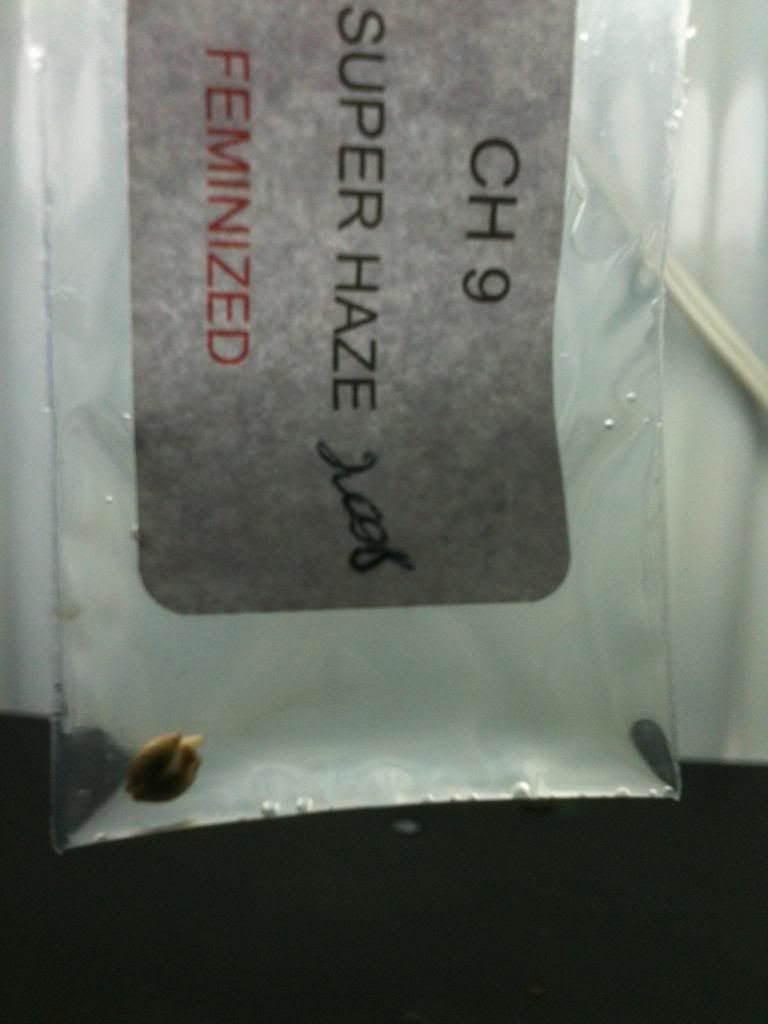 CH 9
SUPER HAZE
FEMINIZED